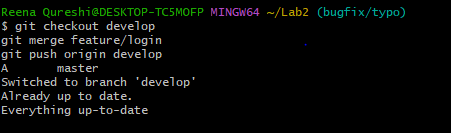 Reena Qureshi@DESKTOP-TC5MOFP MINGW64 ~/Lab2 (bugfix/typo)
$ git checkout develop
git merge feature/login
git push origin develop
A       master
Switched to branch 'develop'
Already up to date.
Everything up-to-date